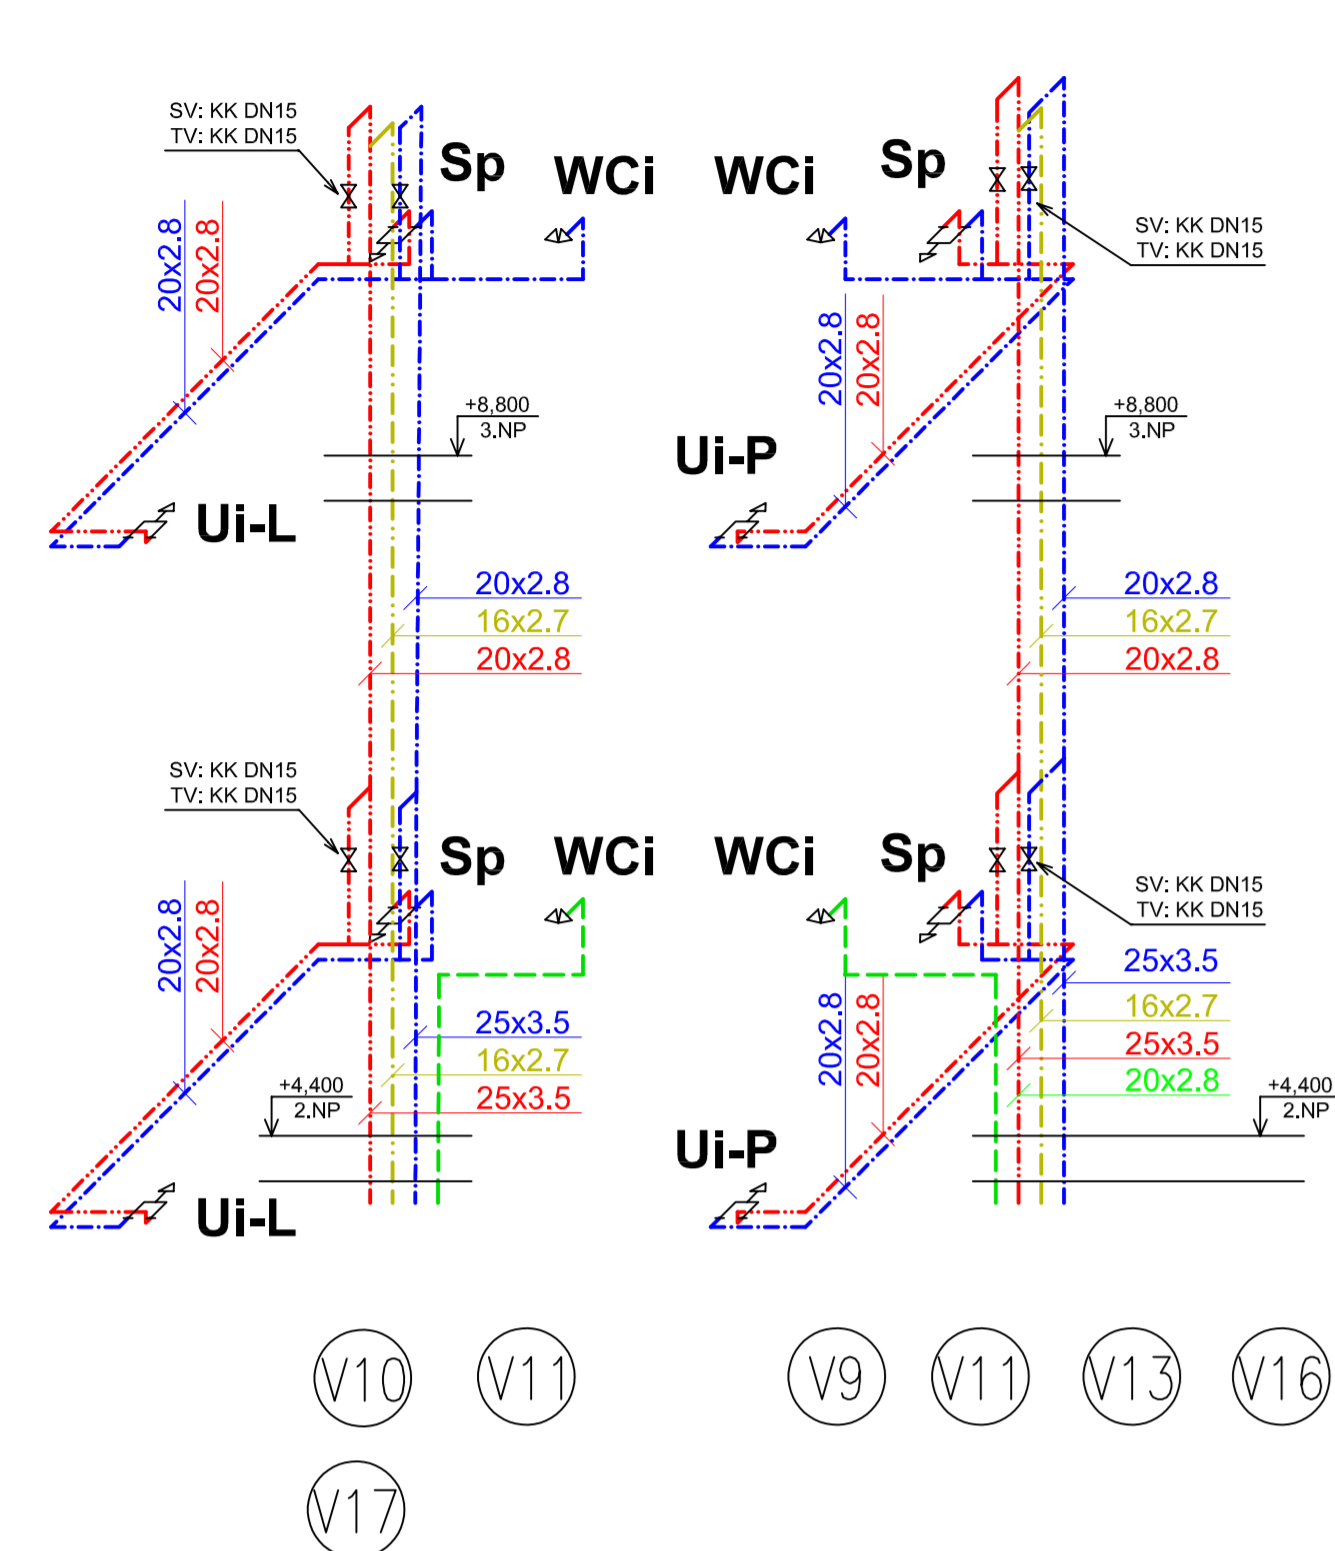 SV: KK DN15
TV: KK DN15
Sp
WCi
WCi
Sp
SV: KK DN15
TV: KK DN15
20x2.8
20x2.8
20x2.8
20x2.8
+8,800
3.NP
+8,800
3.NP
Ui-L
Ui-P
20x2.8
16x2.7
20x2.8
20x2.8
16x2.7
20x2.8
SV: KK DN15
TV: KK DN15
Sp
WCi
WCi
Sp
SV: KK DN15
TV: KK DN15
20x2.8
20x2.8
20x2.8
20x2.8
25x3.5
16x2.7
25x3.5
25x3.5
16x2.7
25x3.5
20x2.8
+4,400
2.NP
+4,400
2.NP
Ui-L
Ui-P
V10
V11
V9
V11
V13
V16
V17